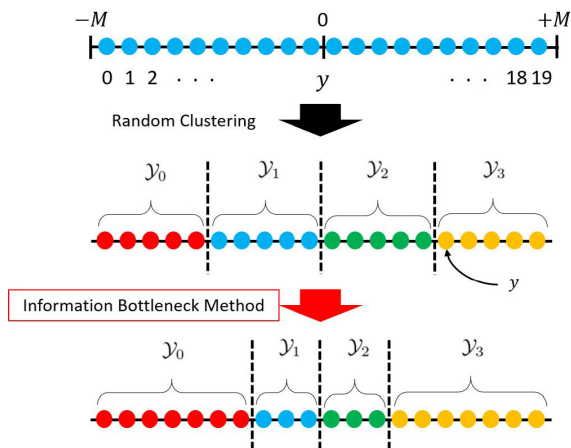 −M 0 +M
0 1 2 · · · y · · · 18 19
Random Clustering
𝒴₀ 𝒴₁ 𝒴₂ 𝒴₃
y
Information Bottleneck Method
𝒴₀ 𝒴₁ 𝒴₂ 𝒴₃